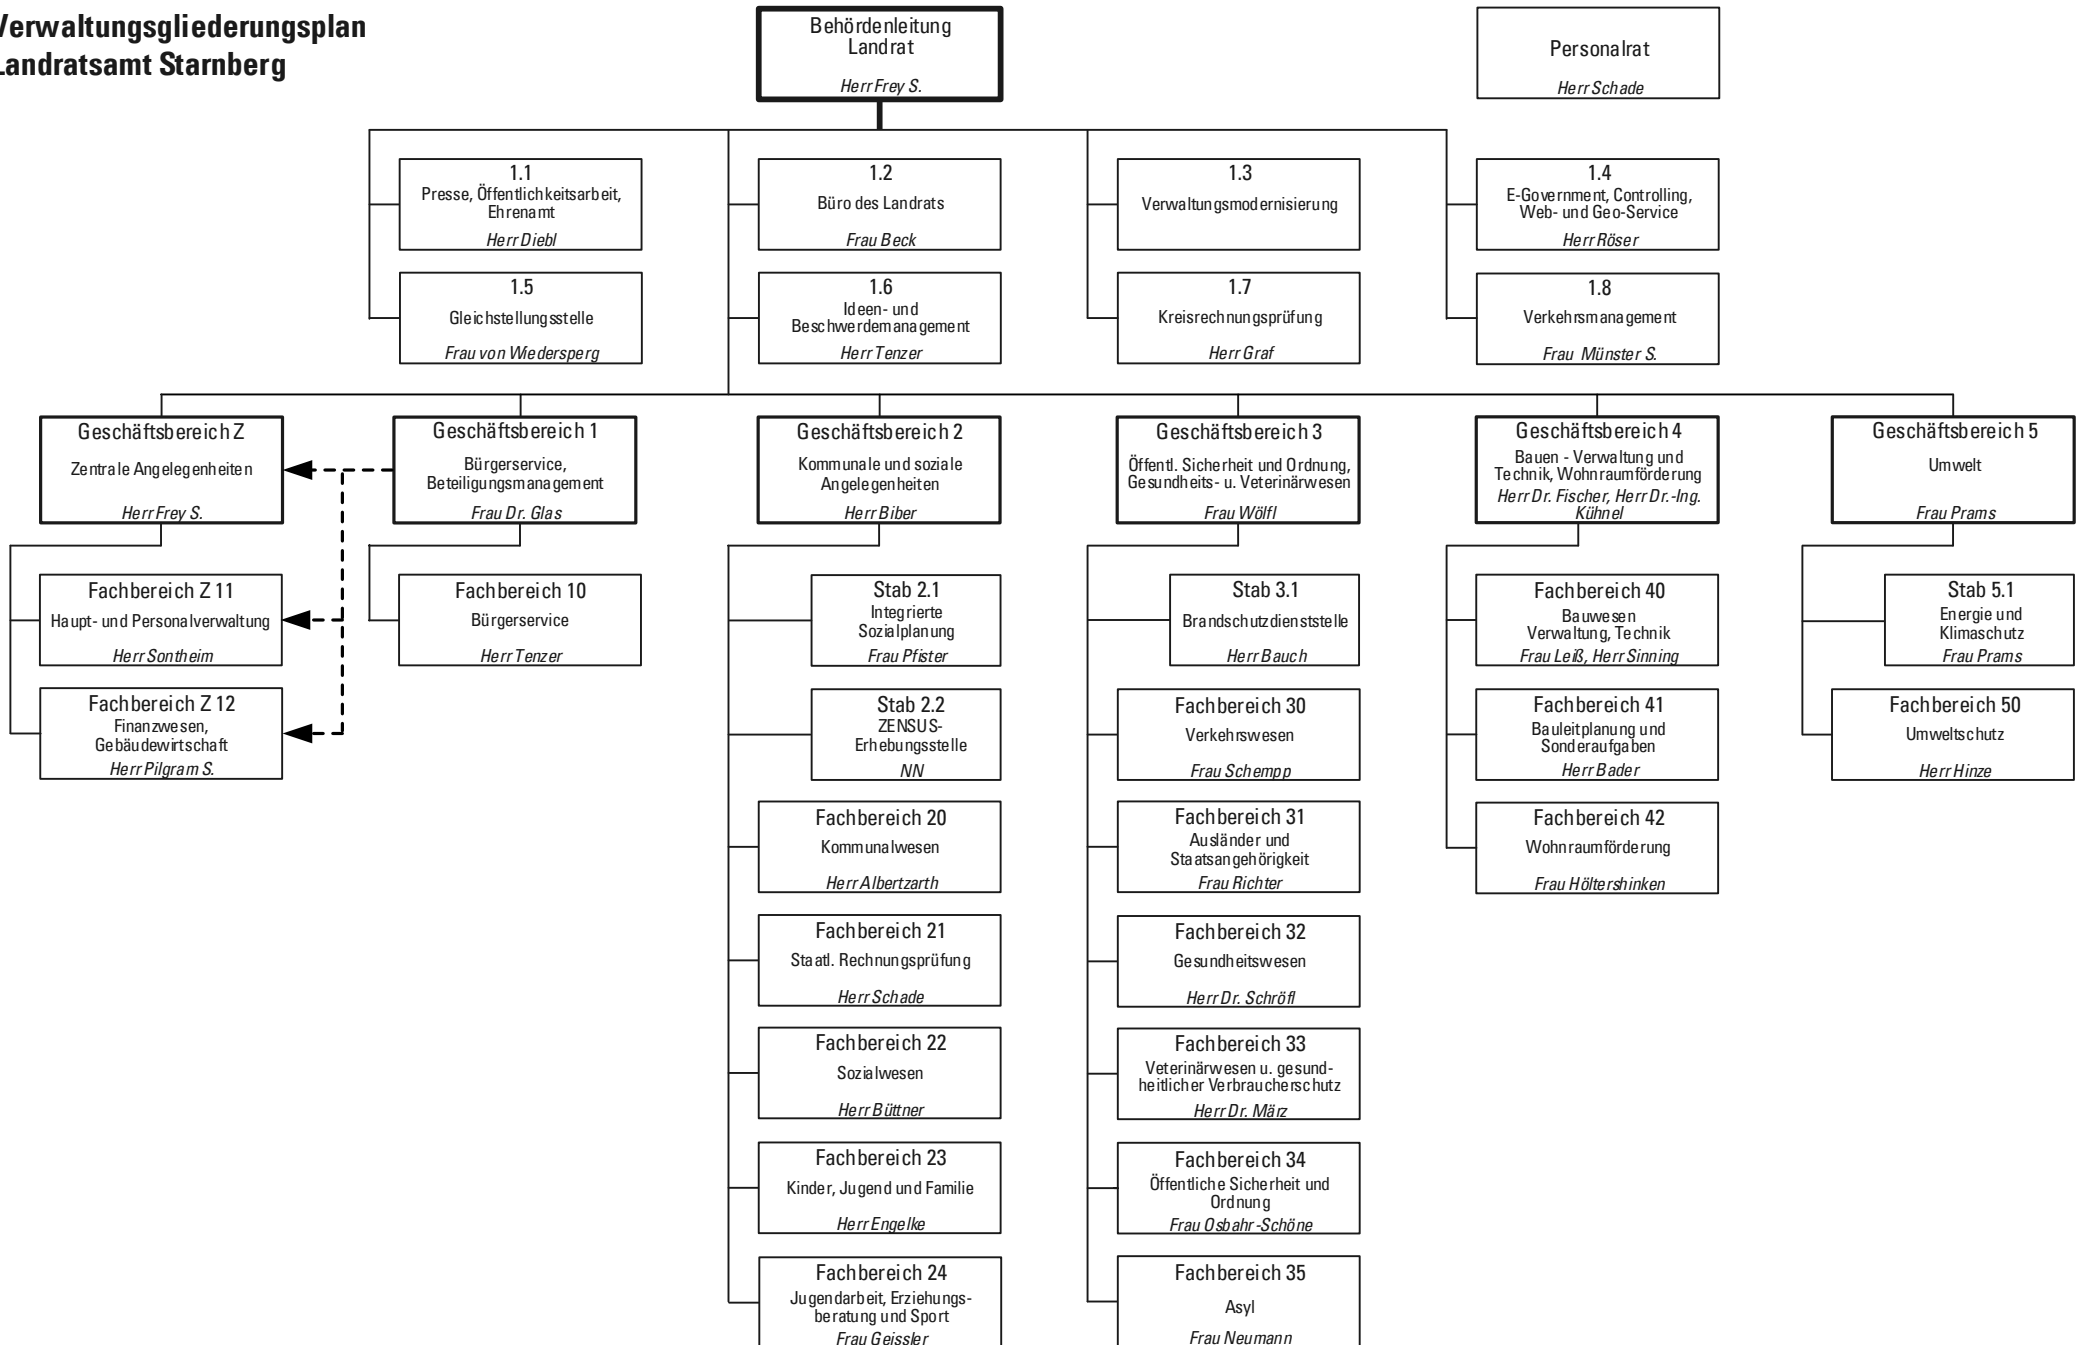 Verwaltungsgliederungsplan
Landratsamt Starnberg
Behördenleitung
Landrat
Herr Frey S.
Personalrat
Herr Schade
1.1
Presse, Öffentlichkeitsarbeit,
Ehrenamt
Herr Diebl
1.2
Büro des Landrats
Frau Beck
1.3
Verwaltungsmodernisierung
1.4
E-Government, Controlling,
Web- und Geo-Service
Herr Röser
1.5
Gleichstellungsstelle
Frau von Wiedersperg
1.6
Ideen- und
Beschwerdemanagement
Herr Tenzer
1.7
Kreisrechnungsprüfung
Herr Graf
1.8
Verkehrsmanagement
Frau Münster S.
Geschäftsbereich Z
Zentrale Angelegenheiten
Herr Frey S.
Geschäftsbereich 1
Bürgerservice,
Beteiligungsmanagement
Frau Dr. Glas
Geschäftsbereich 2
Kommunale und soziale
Angelegenheiten
Herr Biber
Geschäftsbereich 3
Öffentl. Sicherheit und Ordnung,
Gesundheits- u. Veterinärwesen
Frau Wölfl
Geschäftsbereich 4
Bauen - Verwaltung und
Technik, Wohnraumförderung
Herr Dr. Fischer, Herr Dr.-Ing.
Kühnel
Geschäftsbereich 5
Umwelt
Frau Prams
Fachbereich Z 11
Haupt- und Personalverwaltung
Herr Sontheim
Fachbereich Z 12
Finanzwesen,
Gebäudewirtschaft
Herr Pilgram S.
Fachbereich 10
Bürgerservice
Herr Tenzer
Stab 2.1
Integrierte
Sozialplanung
Frau Pfister
Stab 2.2
ZENSUS-
Erhebungsstelle
NN
Fachbereich 20
Kommunalwesen
Herr Albertzarth
Fachbereich 21
Staatl. Rechnungsprüfung
Herr Schade
Fachbereich 22
Sozialwesen
Herr Büttner
Fachbereich 23
Kinder, Jugend und Familie
Herr Engelke
Fachbereich 24
Jugendarbeit, Erziehungs-
beratung und Sport
Frau Geissler
Stab 3.1
Brandschutzdienststelle
Herr Bauch
Fachbereich 30
Verkehrswesen
Frau Schempp
Fachbereich 31
Ausländer und
Staatsangehörigkeit
Frau Richter
Fachbereich 32
Gesundheitswesen
Herr Dr. Schröfl
Fachbereich 33
Veterinärwesen u. gesund-
heitlicher Verbraucherschutz
Herr Dr. März
Fachbereich 34
Öffentliche Sicherheit und
Ordnung
Frau Osbahr-Schöne
Fachbereich 35
Asyl
Frau Neumann
Fachbereich 40
Bauwesen
Verwaltung, Technik
Frau Leiß, Herr Sinning
Fachbereich 41
Bauleitplanung und
Sonderaufgaben
Herr Bader
Fachbereich 42
Wohnraumförderung
Frau Höltershinken
Stab 5.1
Energie und
Klimaschutz
Frau Prams
Fachbereich 50
Umweltschutz
Herr Hinze